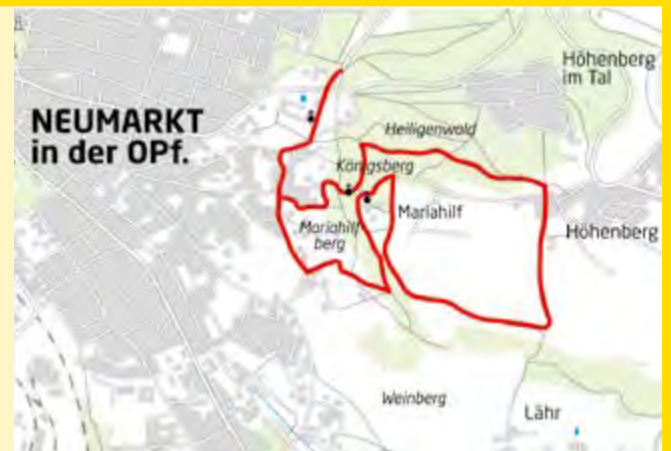 Höhenberg
im Tal
NEUMARKT
in der OPf.
Heiligenwald
Königsberg
Mariahilf
Mariahilf
berg
Höhenberg
Weinberg
Lähr